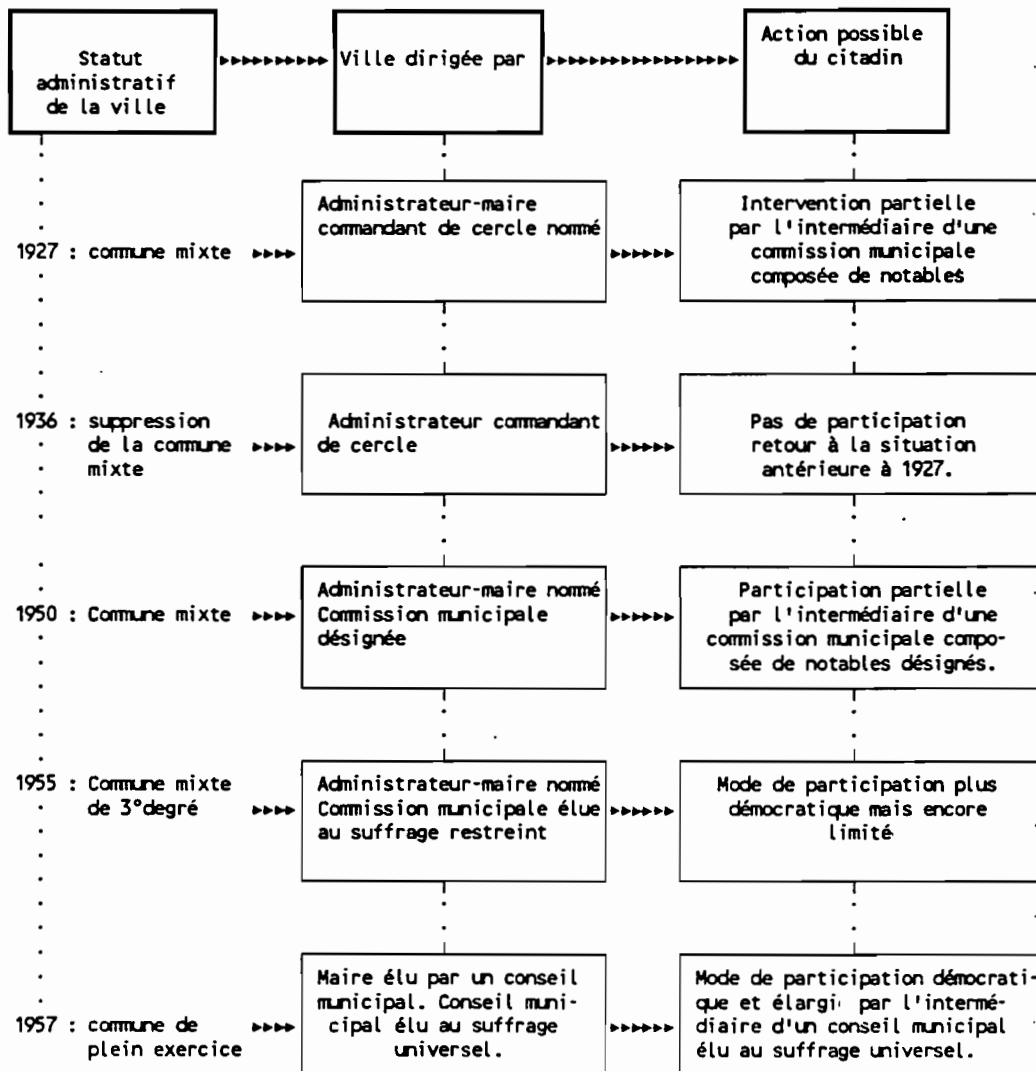 Statut
administratif
de la ville
Ville dirigée par
Action possible
du citadin
1927 : commune mixte
Administrateur-maire
commandant de cercle nommé
Intervention partielle
par l'intermédiaire d'une
commission municipale
composée de notables
1936 : suppression
de la commune
mixte
Administrateur commandant
de cercle
Pas de participation
retour à la situation
antérieure à 1927.
1950 : Commune mixte
Administrateur-maire nommé
Commission municipale
désignée
Participation partielle
par l'intermédiaire d'une
commission municipale compo-
sée de notables désignés.
1955 : Commune mixte
de 3°degré
Administrateur-maire nommé
Commission municipale élue
au suffrage restreint
Mode de participation plus
démocratique mais encore
limité
1957 : commune de
plein exercice
Maire élu par un conseil
municipal. Conseil muni-
cipal élu au suffrage
universel.
Mode de participation démocrati-
que et élargi par l'intermé-
diaire d'un conseil municipal
élu au suffrage universel.